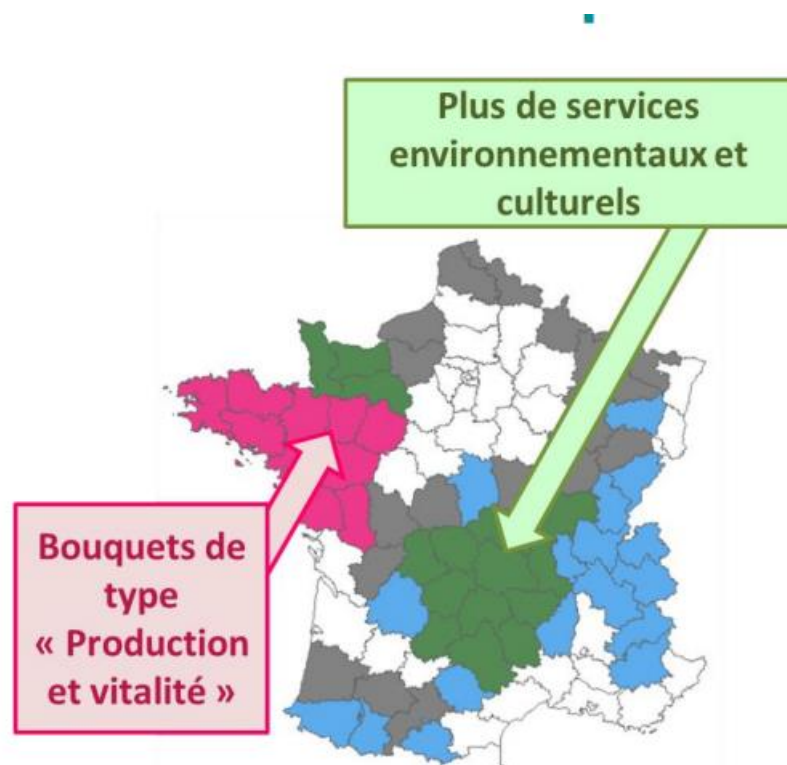 Plus de services
environnementaux et
culturels
Bouquets de
type
« Production
et vitalité »